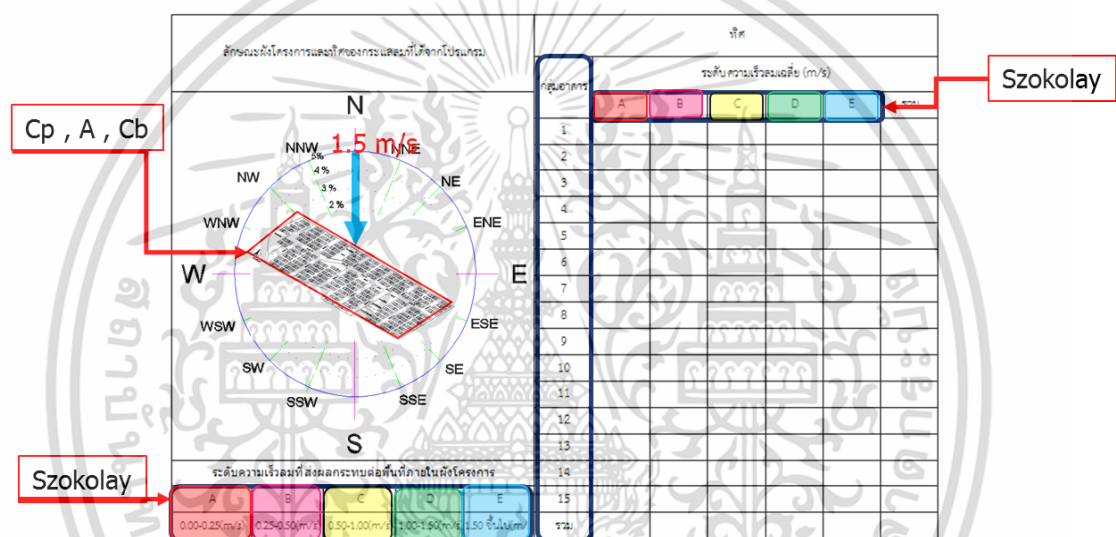 ลักษณะผังโครงการและทิศของกระแสลมที่ได้จากโปรแกรม
ทิศ
กลุ่มอาคาร
ระดับความเร็วลมเฉลี่ย (m/s)
A B C D E รวม
Szokolay
Cp , A , Cb
N
1.5 m/s
NNW
NNE
5%
4%
3%
2%
NW
NE
WNW
ENE
W
E
WSW
ESE
SW
SE
SSW
SSE
S
1
2
3
4
5
6
7
8
9
10
11
12
13
14
15
รวม
ระดับความเร็วลมที่ส่งผลกระทบต่อพื้นที่ภายในผังโครงการ
Szokolay
A B C D E
0.00-0.25(m/s) 0.25-0.50(m/s) 0.50-1.00(m/s 1.00-1.50(m/s 1.50 ขึ้นไป(m/